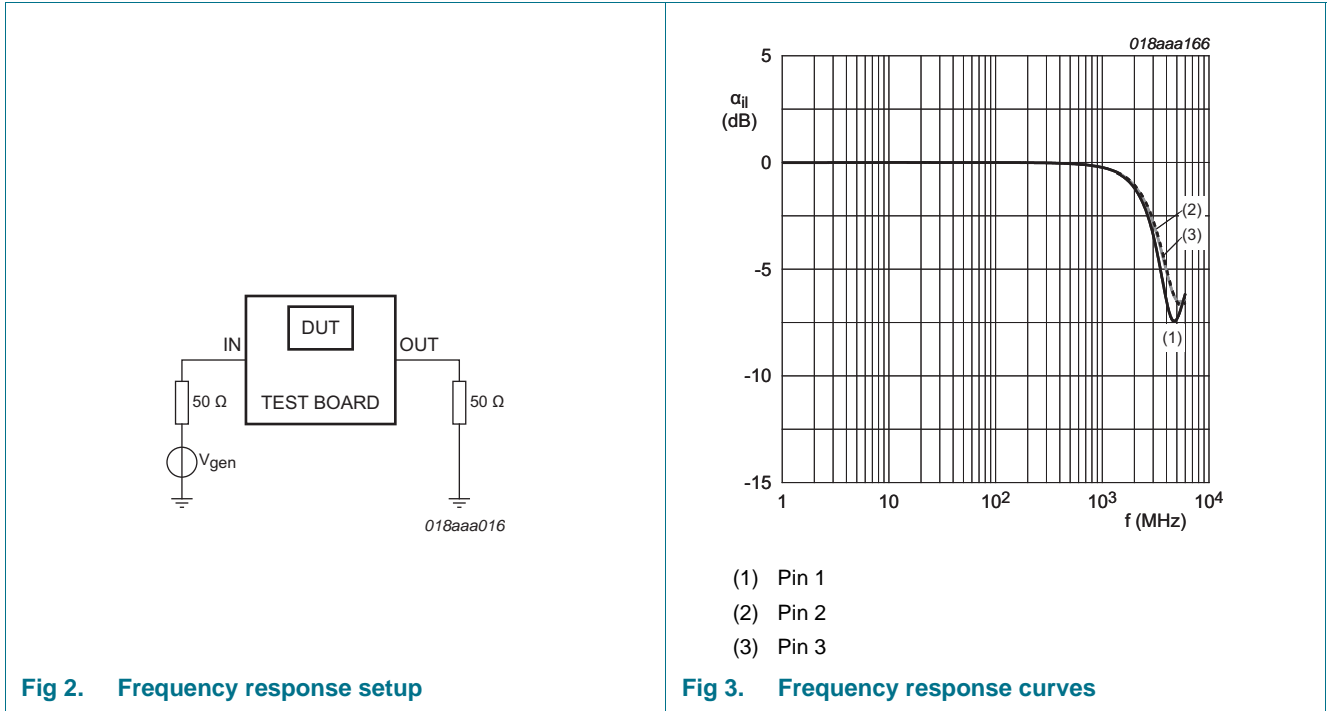 IN
DUT
OUT
50 Ω
TEST BOARD
50 Ω
Vgen
018aaa016
Fig 2. Frequency response setup
018aaa166
5
αil
(dB)
0
(2)
(3)
-5
(1)
-10
-15
1
10
10²
10³
10⁴
f (MHz)
(1) Pin 1
(2) Pin 2
(3) Pin 3
Fig 3. Frequency response curves